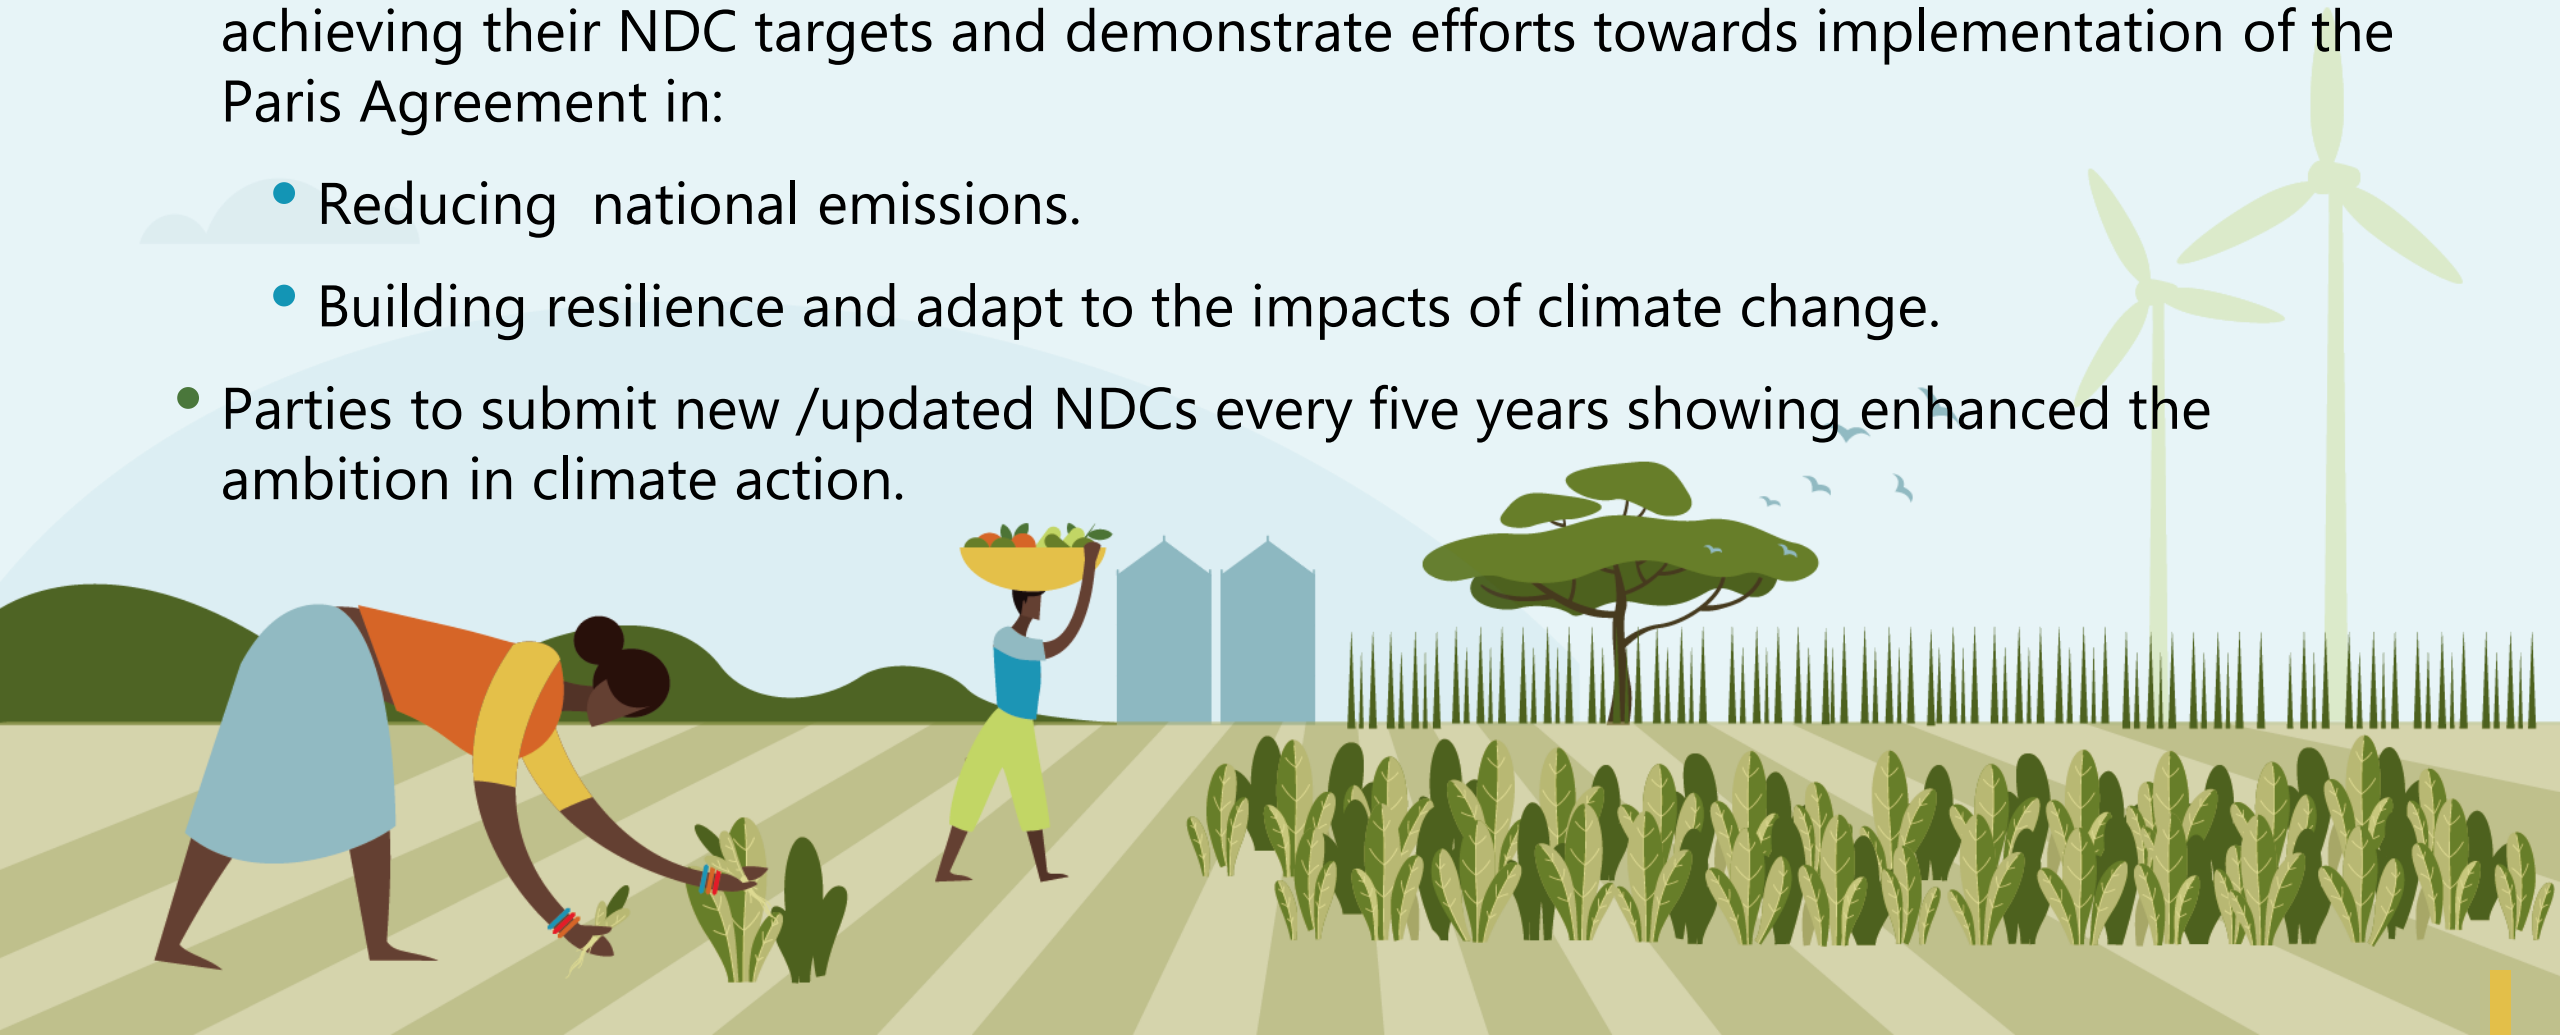 achieving their NDC targets and demonstrate efforts towards implementation of the
Paris Agreement in:
• Reducing  national emissions.
• Building resilience and adapt to the impacts of climate change.
• Parties to submit new /updated NDCs every five years showing enhanced the
ambition in climate action.